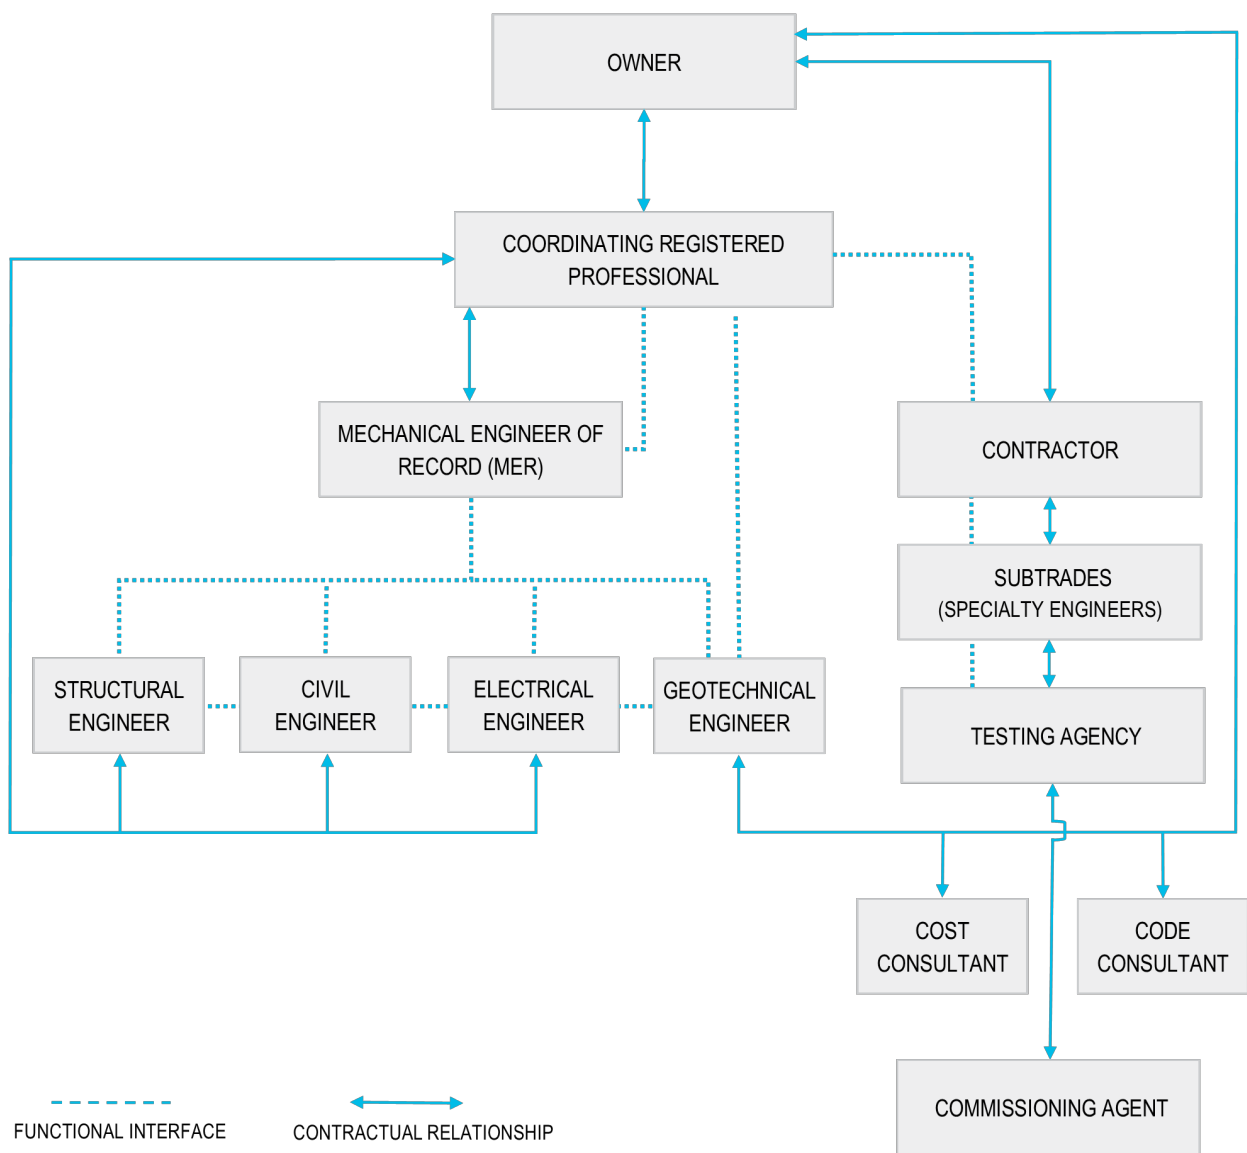 OWNER
COORDINATING REGISTERED
PROFESSIONAL
MECHANICAL ENGINEER OF
RECORD (MER)
CONTRACTOR
SUBTRADES
(SPECIALTY ENGINEERS)
STRUCTURAL
ENGINEER
CIVIL
ENGINEER
ELECTRICAL
ENGINEER
GEOTECHNICAL
ENGINEER
TESTING AGENCY
COST
CONSULTANT
CODE
CONSULTANT
COMMISSIONING AGENT
FUNCTIONAL INTERFACE
CONTRACTUAL RELATIONSHIP